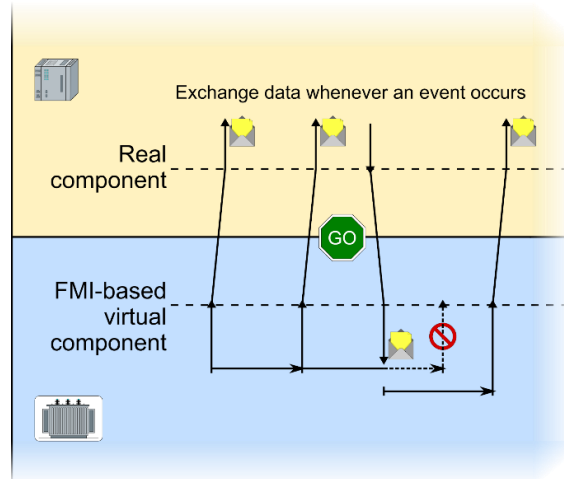 Exchange data whenever an event occurs
Real
component
GO
FMI-based
virtual
component